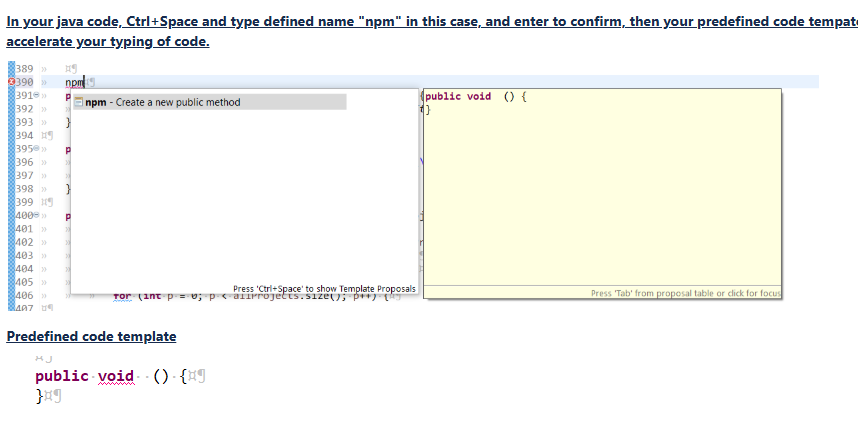 In your java code, Ctrl+Space and type defined name "npm" in this case, and enter to confirm, then your predefined code tempat
accelerate your typing of code.
389
390 npm
391 p
392
393 }
394
395 p
396
397
398 }
399
400 p
401
402
403
404
405
406 for (int p = 0; p < allProjects.size(); p++) {
407
npm - Create a new public method
Press 'Ctrl+Space' to show Template Proposals
public void () {
}
Press 'Tab' from proposal table or click for focus
Predefined code template
public void () {
}